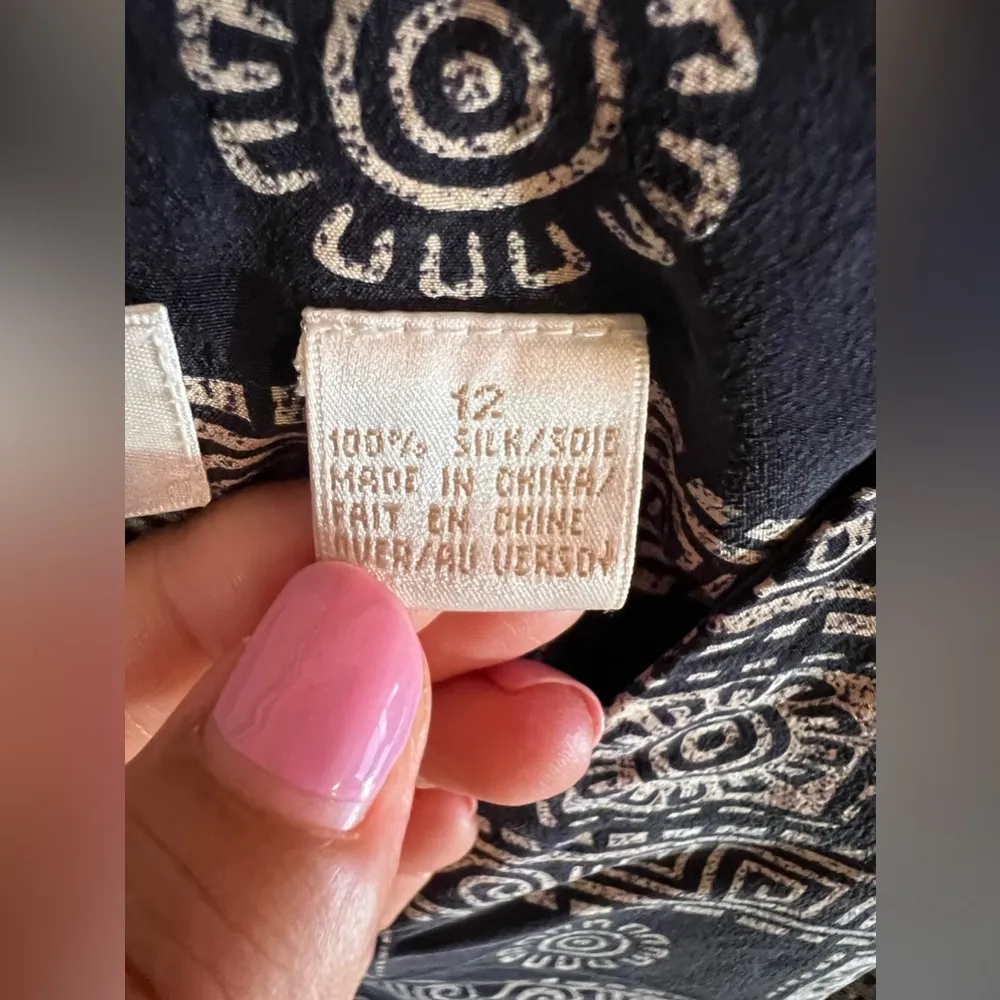 12
100% SILK/SOIE
MADE IN CHINA/
FAIT EN CHINE
OVER/AU VERSO↓